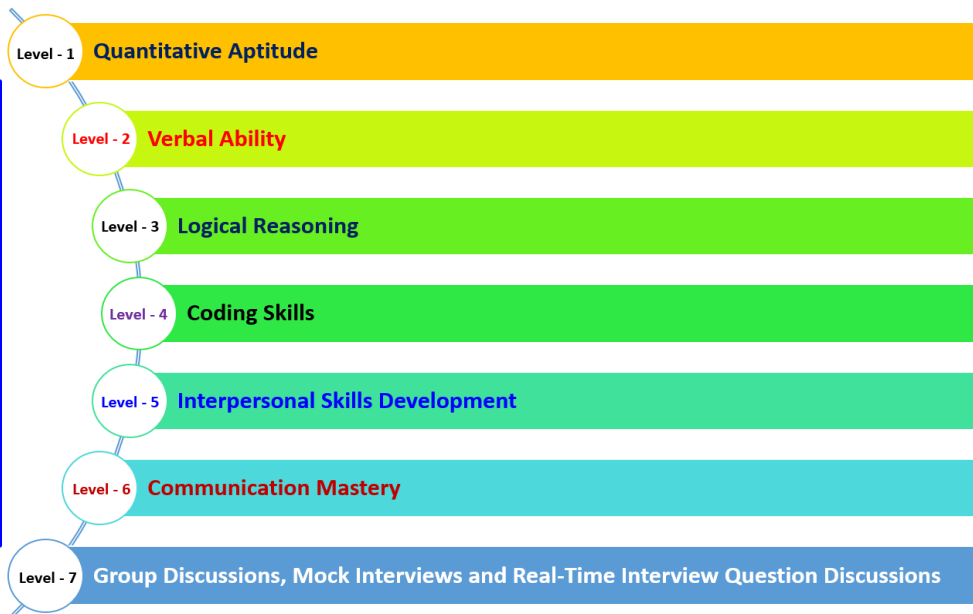 Level - 1 Quantitative Aptitude
Level - 2 Verbal Ability
Level - 3 Logical Reasoning
Level - 4 Coding Skills
Level - 5 Interpersonal Skills Development
Level - 6 Communication Mastery
Level - 7 Group Discussions, Mock Interviews and Real-Time Interview Question Discussions